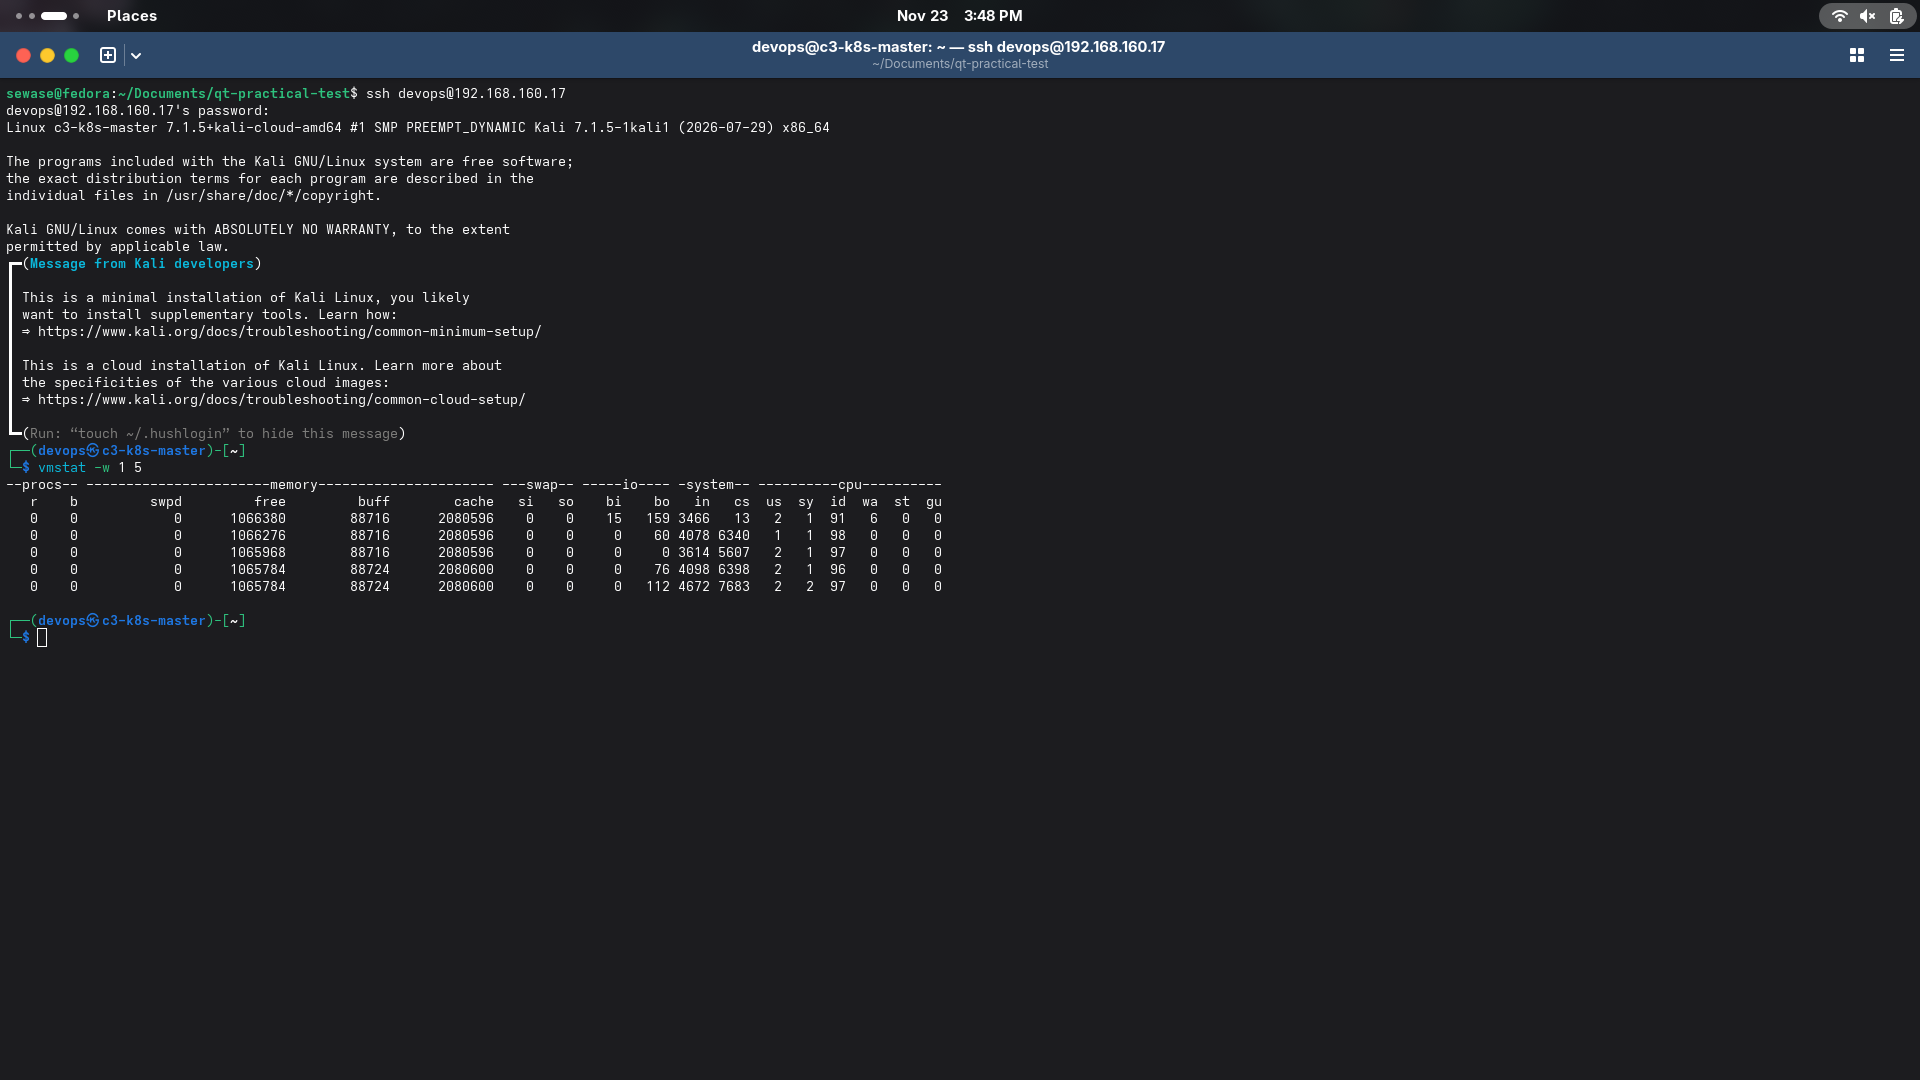 Places
Nov 23 3:48 PM
devops@c3-k8s-master: ~ — ssh devops@192.168.160.17
~/Documents/qt-practical-test
sewase@fedora:~/Documents/qt-practical-test$ ssh devops@192.168.160.17
devops@192.168.160.17's password:
Linux c3-k8s-master 7.1.5+kali-cloud-amd64 #1 SMP PREEMPT_DYNAMIC Kali 7.1.5-1kali1 (2026-07-29) x86_64
The programs included with the Kali GNU/Linux system are free software;
the exact distribution terms for each program are described in the
individual files in /usr/share/doc/*/copyright.
Kali GNU/Linux comes with ABSOLUTELY NO WARRANTY, to the extent
permitted by applicable law.
┏━(Message from Kali developers)
┃ This is a minimal installation of Kali Linux, you likely
┃ want to install supplementary tools. Learn how:
┃ ⇒ https://www.kali.org/docs/troubleshooting/common-minimum-setup/
┃ This is a cloud installation of Kali Linux. Learn more about
┃ the specificities of the various cloud images:
┃ ⇒ https://www.kali.org/docs/troubleshooting/common-cloud-setup/
┗━(Run: “touch ~/.hushlogin” to hide this message)
┌──(devops㉿c3-k8s-master)-[~]
└─$ vmstat -w 1 5
--procs-- -----------------------memory---------------------- ---swap-- -----io---- -system-- ----------cpu----------
r b swpd free buff cache si so bi bo in cs us sy id wa st gu
0 0 0 1066380 88716 2080596 0 0 15 159 3466 13 2 1 91 6 0 0
0 0 0 1066276 88716 2080596 0 0 0 60 4078 6340 1 1 98 0 0 0
0 0 0 1065968 88716 2080596 0 0 0 0 3614 5607 2 1 97 0 0 0
0 0 0 1065784 88724 2080600 0 0 0 76 4098 6398 2 1 96 0 0 0
0 0 0 1065784 88724 2080600 0 0 0 112 4672 7683 2 2 97 0 0 0
┌──(devops㉿c3-k8s-master)-[~]
└─$